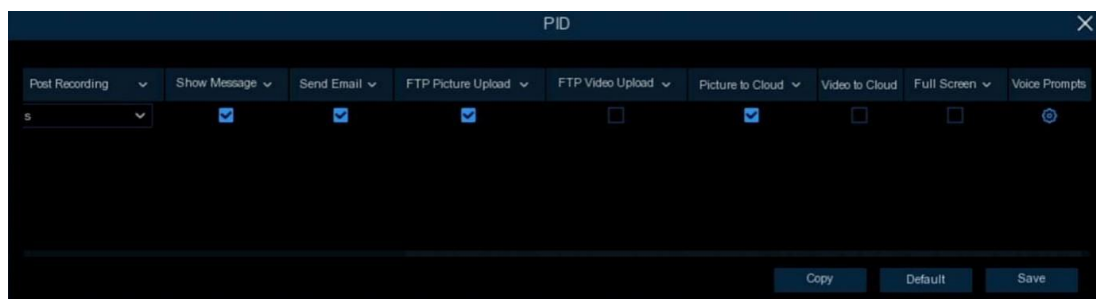 PID
Post Recording Show Message Send Email FTP Picture Upload FTP Video Upload Picture to Cloud Video to Cloud Full Screen Voice Prompts
s
Copy Default Save